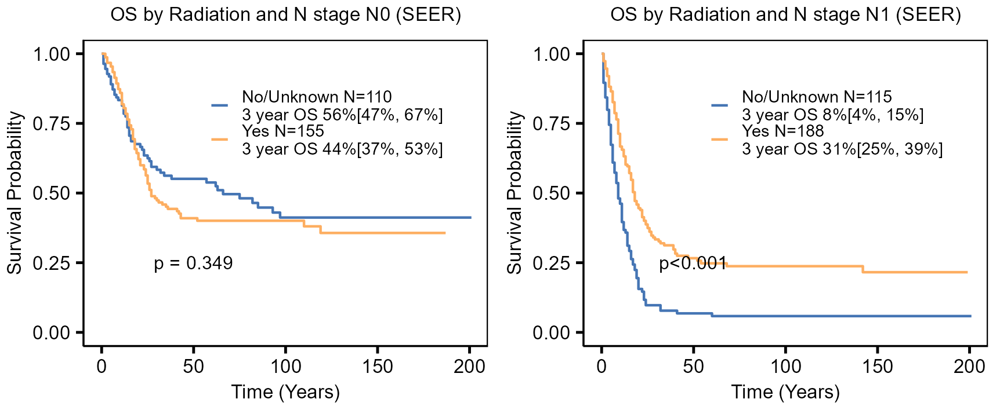 OS by Radiation and N stage N0 (SEER)
Survival Probability
1.00
0.75
0.50
0.25
0.00
No/Unknown N=110
3 year OS 56%[47%, 67%]
Yes N=155
3 year OS 44%[37%, 53%]
p = 0.349
0 50 100 150 200
Time (Years)
OS by Radiation and N stage N1 (SEER)
Survival Probability
1.00
0.75
0.50
0.25
0.00
No/Unknown N=115
3 year OS 8%[4%, 15%]
Yes N=188
3 year OS 31%[25%, 39%]
p<0.001
0 50 100 150 200
Time (Years)